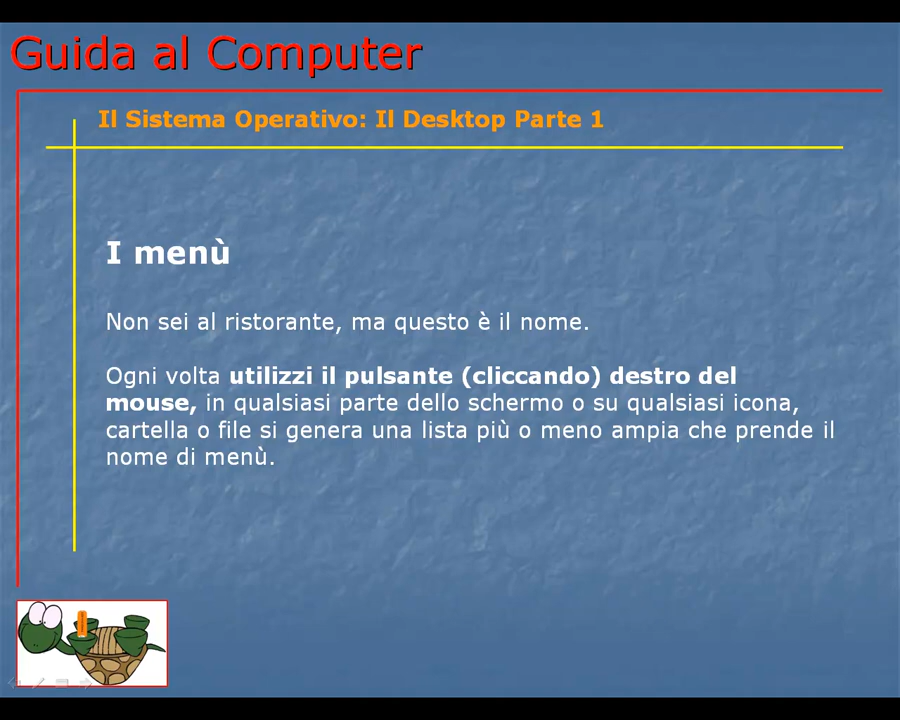 Guida al Computer
Il Sistema Operativo: Il Desktop Parte 1
I menù
Non sei al ristorante, ma questo è il nome.
Ogni volta utilizzi il pulsante (cliccando) destro del
mouse, in qualsiasi parte dello schermo o su qualsiasi icona,
cartella o file si genera una lista più o meno ampia che prende il
nome di menù.